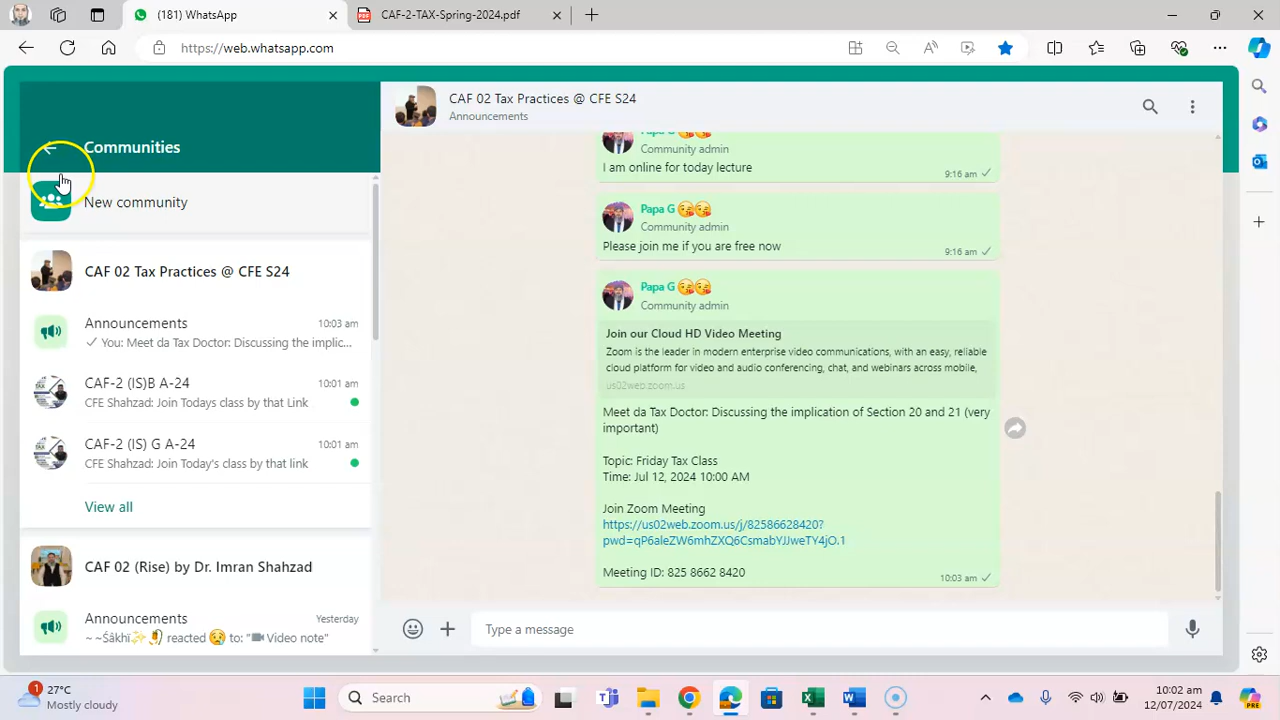 (181) WhatsApp
CAF-2-TAX-Spring-2024.pdf
https://web.whatsapp.com
Communities
New community
CAF 02 Tax Practices @ CFE S24
Announcements 10:03 am
You: Meet da Tax Doctor: Discussing the implic...
CAF-2 (IS)B A-24 10:01 am
CFE Shahzad: Join Todays class by that Link
CAF-2 (IS) G A-24 10:01 am
CFE Shahzad: Join Today's class by that link
View all
CAF 02 (Rise) by Dr. Imran Shahzad
Announcements Yesterday
~ ~Śåkhī✨🧏 reacted 😢 to: "📹 Video note"
CAF 02 Tax Practices @ CFE S24
Announcements
Papa G 😘😘
Community admin
I am online for today lecture
9:16 am
Papa G 😘😘
Community admin
Please join me if you are free now
9:16 am
Papa G 😘😘
Community admin
Join our Cloud HD Video Meeting
Zoom is the leader in modern enterprise video communications, with an easy, reliable
cloud platform for video and audio conferencing, chat, and webinars across mobile,
us02web.zoom.us
Meet da Tax Doctor: Discussing the implication of Section 20 and 21 (very
important)
Topic: Friday Tax Class
Time: Jul 12, 2024 10:00 AM
Join Zoom Meeting
https://us02web.zoom.us/j/82586628420?
pwd=qP6aleZW6mhZXQ6CsmabYJJweTY4jO.1
Meeting ID: 825 8662 8420
10:03 am
Type a message
1
27°C
Mostly cloudy
Search
10:02 am
12/07/2024